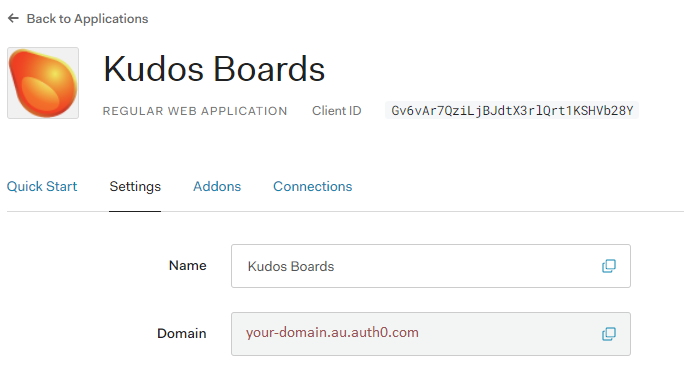 Back to Applications
Kudos Boards
REGULAR WEB APPLICATION Client ID Gv6vAr7QziLjBJdtX3rlQrt1KSHVb28Y
Quick Start Settings Addons Connections
Name Kudos Boards
Domain your-domain.au.auth0.com